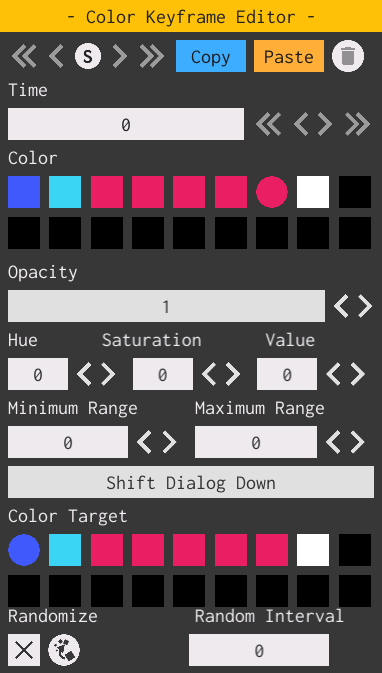 - Color Keyframe Editor -
S Copy Paste
Time
0
Color
Opacity
1
Hue Saturation Value
0 0 0
Minimum Range Maximum Range
0 0
Shift Dialog Down
Color Target
Randomize Random Interval
0